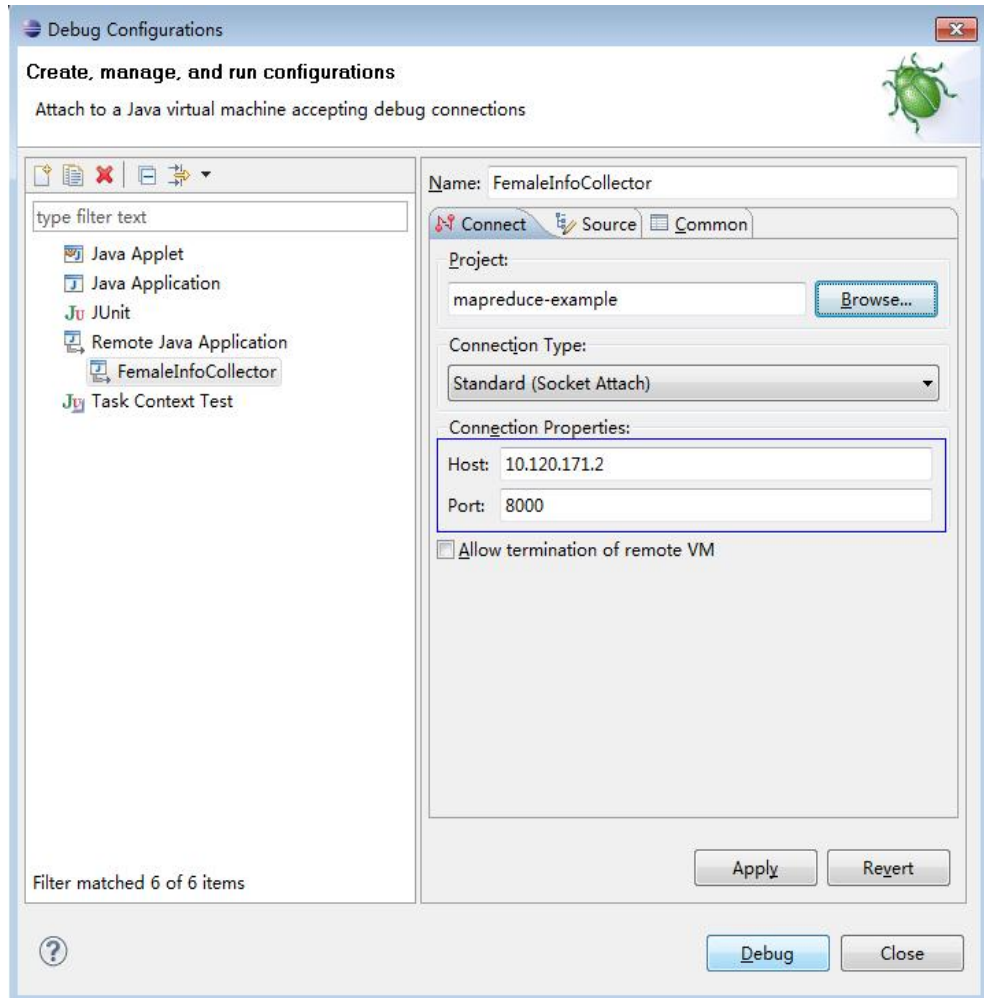 Debug Configurations
Create, manage, and run configurations
Attach to a Java virtual machine accepting debug connections
type filter text
Java Applet
Java Application
JU JUnit
Remote Java Application
FemaleInfoCollector
JU Task Context Test
Filter matched 6 of 6 items
Name: FemaleInfoCollector
Connect Source Common
Project:
mapreduce-example Browse...
Connection Type:
Standard (Socket Attach)
Connection Properties:
Host: 10.120.171.2
Port: 8000
Allow termination of remote VM
Apply Revert
? Debug Close